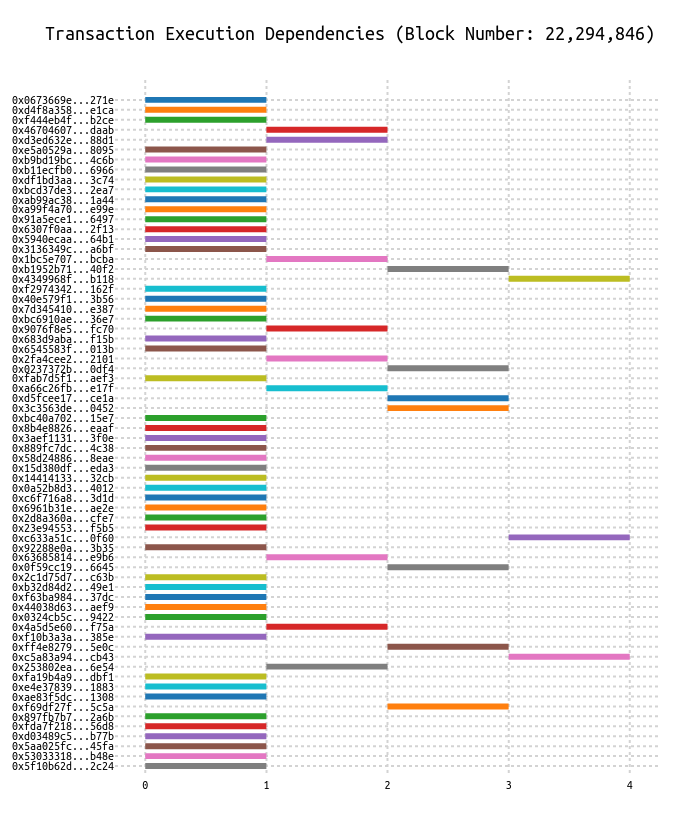 Transaction Execution Dependencies (Block Number: 22,294,846)
0x0673669e...271e
0xd4f8a358...e1ca
0xf444eb4f...b2ce
0x46704607...daab
0xd3ed632e...88d1
0xe5a0529a...8095
0xb9bd19bc...4c6b
0xb11ecfb0...6966
0xdf1bd3aa...3c74
0xbcd37de3...2ea7
0xab99ac38...1a44
0xa99f4a70...e99e
0x91a5ece1...6497
0x6307f0aa...2f13
0x5940ecaa...64b1
0x3136349c...a6bf
0x1bc5e707...bcba
0xb1952b71...40f2
0x4349968f...b118
0xf2974342...162f
0x40e579f1...3b56
0x7d345410...e387
0xbc6910ae...36e7
0x9076f8e5...fc70
0x683d9aba...f15b
0x6545583f...013b
0x2fa4cee2...2101
0x0237372b...0df4
0xfab7d5f1...aef3
0xa66c26fb...e17f
0xd5fcee17...ce1a
0x3c3563de...0452
0xbc40a702...15e7
0x8b4e8826...eaaf
0x3aef1131...3f0e
0x889fc7dc...4c38
0x58d24886...8eae
0x15d380df...eda3
0x14414133...32cb
0x0a52b8d3...4012
0xc6f716a8...3d1d
0x6961b31e...ae2e
0x2d8a360a...cfe7
0x23e94553...f5b5
0xc633a51c...0f60
0x92288e0a...3b35
0x63685814...e9b6
0x0f59cc19...6645
0x2c1d75d7...c63b
0xb32d84d2...49e1
0xf63ba984...37dc
0x44038d63...aef9
0x0324cb5c...9422
0x4a5d5e60...f75a
0xf10b3a3a...385e
0xff4e8279...5e0c
0xc5a83a94...cb43
0x253802ea...6e54
0xfa19b4a9...dbf1
0xe4e37839...1883
0xae83f5dc...1308
0xf69df27f...5c5a
0x897fb7b7...2a6b
0xfda7f218...56d8
0xd03489c5...b77b
0x5aa025fc...45fa
0x53033318...b48e
0x5f10b62d...2c24
0 1 2 3 4